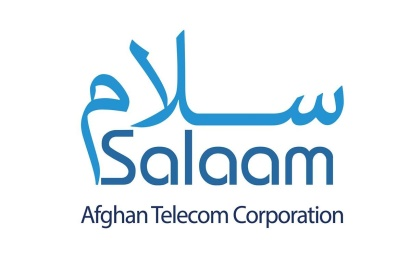 سلام
Salaam
Afghan Telecom Corporation